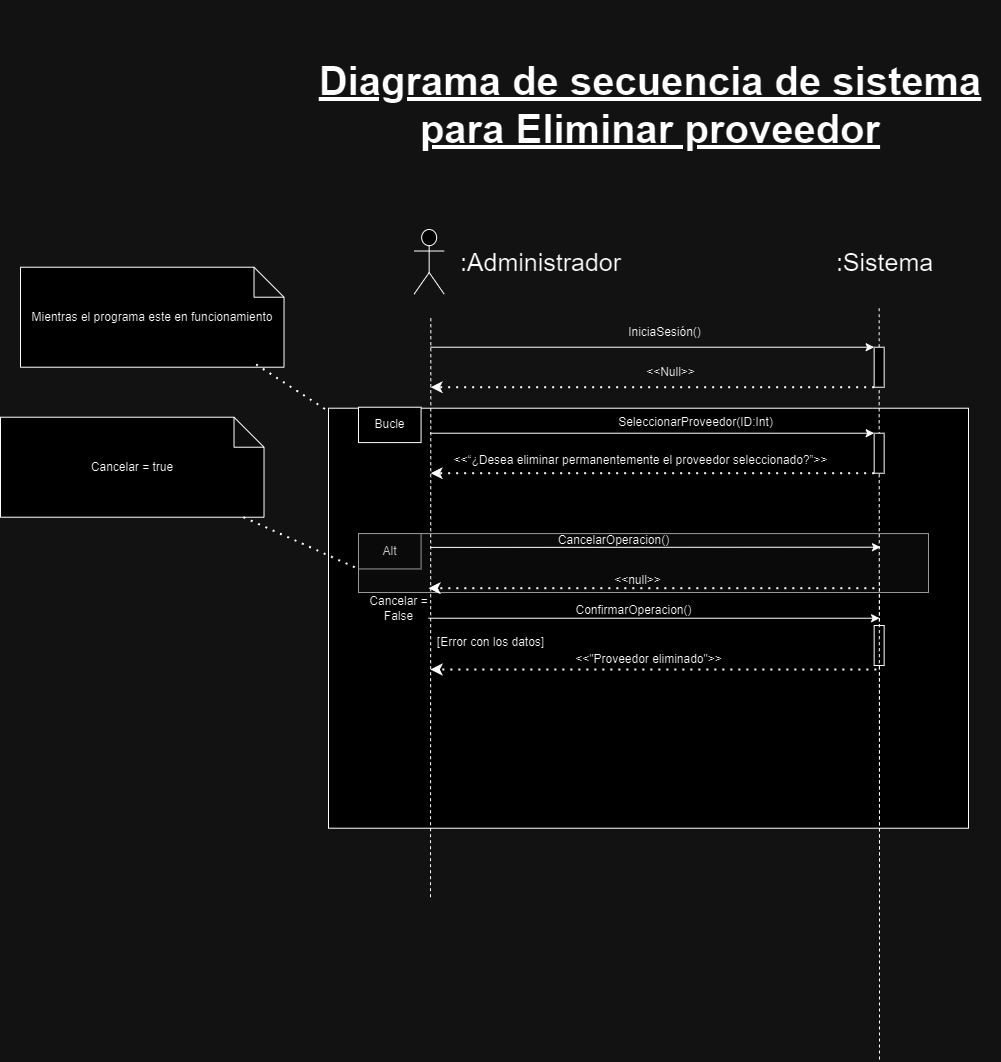 Diagrama de secuencia de sistema
para Eliminar proveedor
:Administrador
:Sistema
Mientras el programa este en funcionamiento
IniciaSesión()
<<Null>>
Bucle
SeleccionarProveedor(ID:Int)
<<“¿Desea eliminar permanentemente el proveedor seleccionado?”>>
Cancelar = true
Alt
CancelarOperacion()
<<null>>
Cancelar =
False
ConfirmarOperacion()
[Error con los datos]
<<"Proveedor eliminado">>